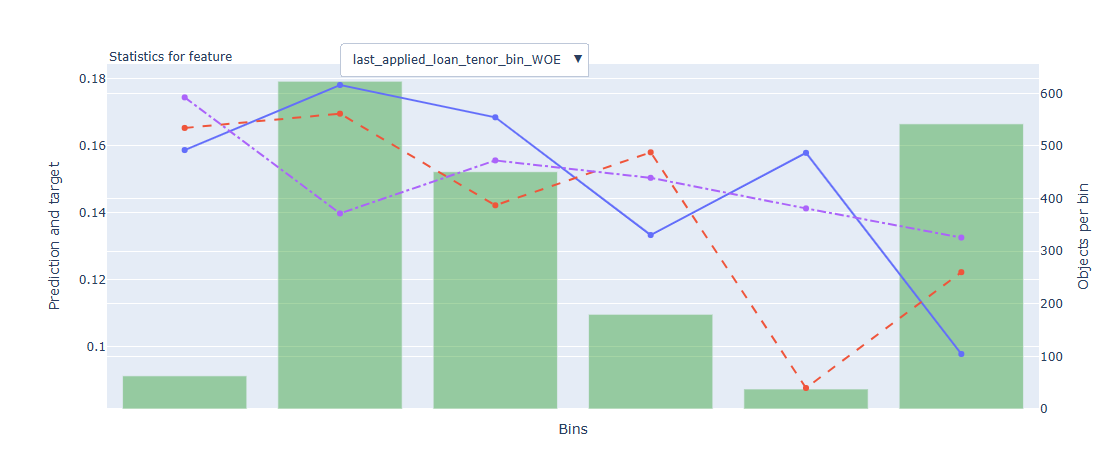 Statistics for feature
last_applied_loan_tenor_bin_WOE ▼
0.18
0.16
0.14
0.12
0.1
Prediction and target
600
500
400
300
200
100
0
Objects per bin
Bins